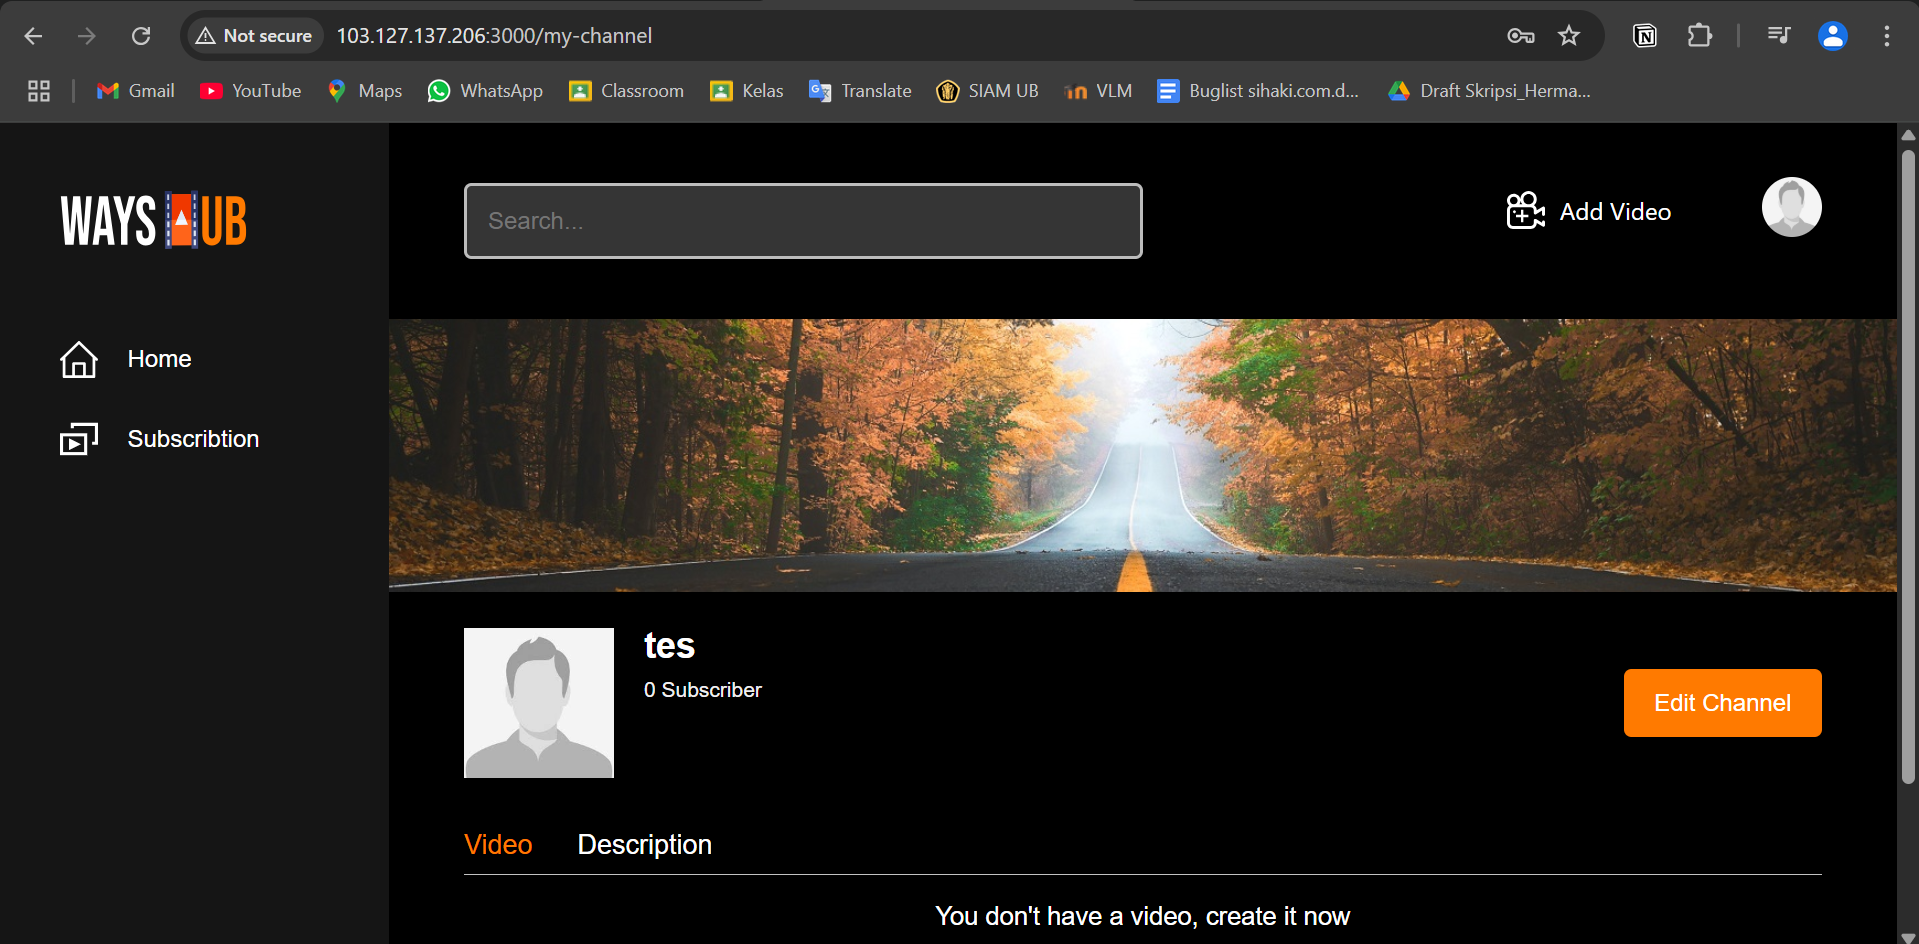 Not secure 103.127.137.206:3000/my-channel
Gmail YouTube Maps WhatsApp Classroom Kelas Translate SIAM UB VLM Buglist sihaki.com.d... Draft Skripsi_Herma...
WAYS HUB
Search...
Add Video
Home
Subscribtion
tes
0 Subscriber
Edit Channel
Video Description
You don't have a video, create it now